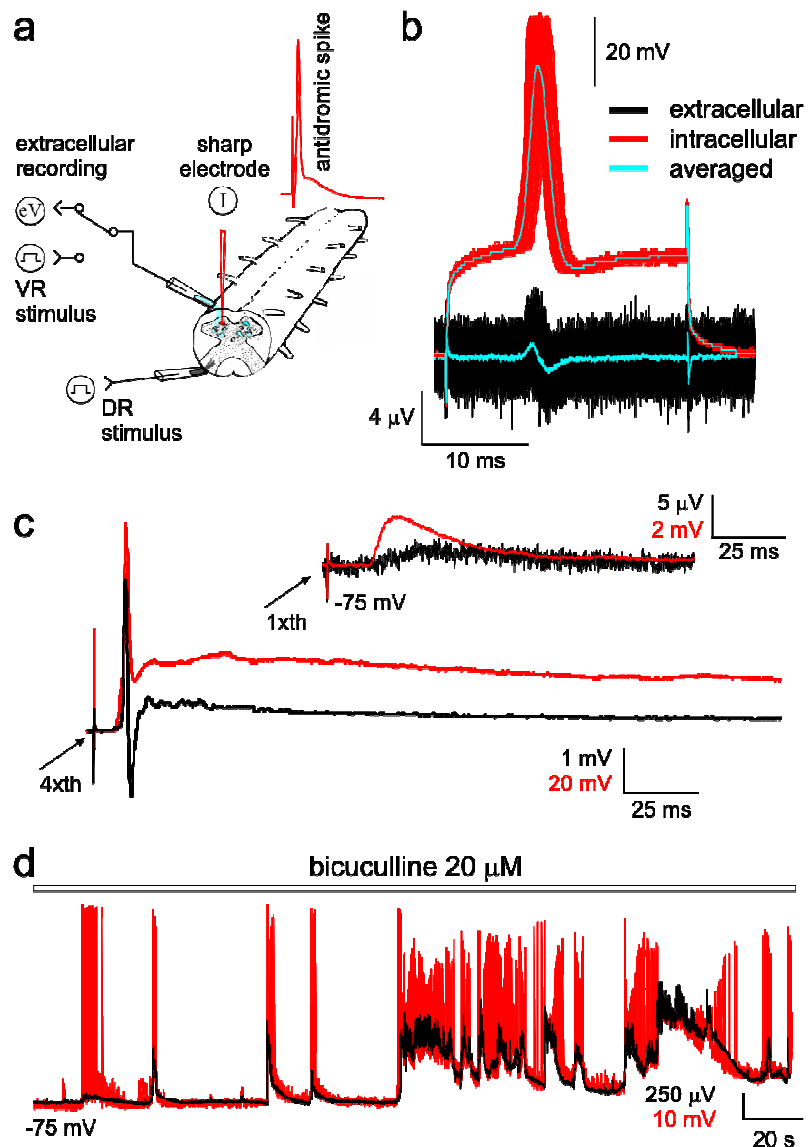 a
extracellular
recording
sharp
electrode
antidromic spike
eV
I
VR
stimulus
DR
stimulus
b
20 mV
extracellular
intracellular
averaged
4 μV
10 ms
c
5 μV
2 mV
25 ms
1xth
-75 mV
4xth
1 mV
20 mV
25 ms
d
bicuculline 20 μM
-75 mV
250 μV
10 mV
20 s